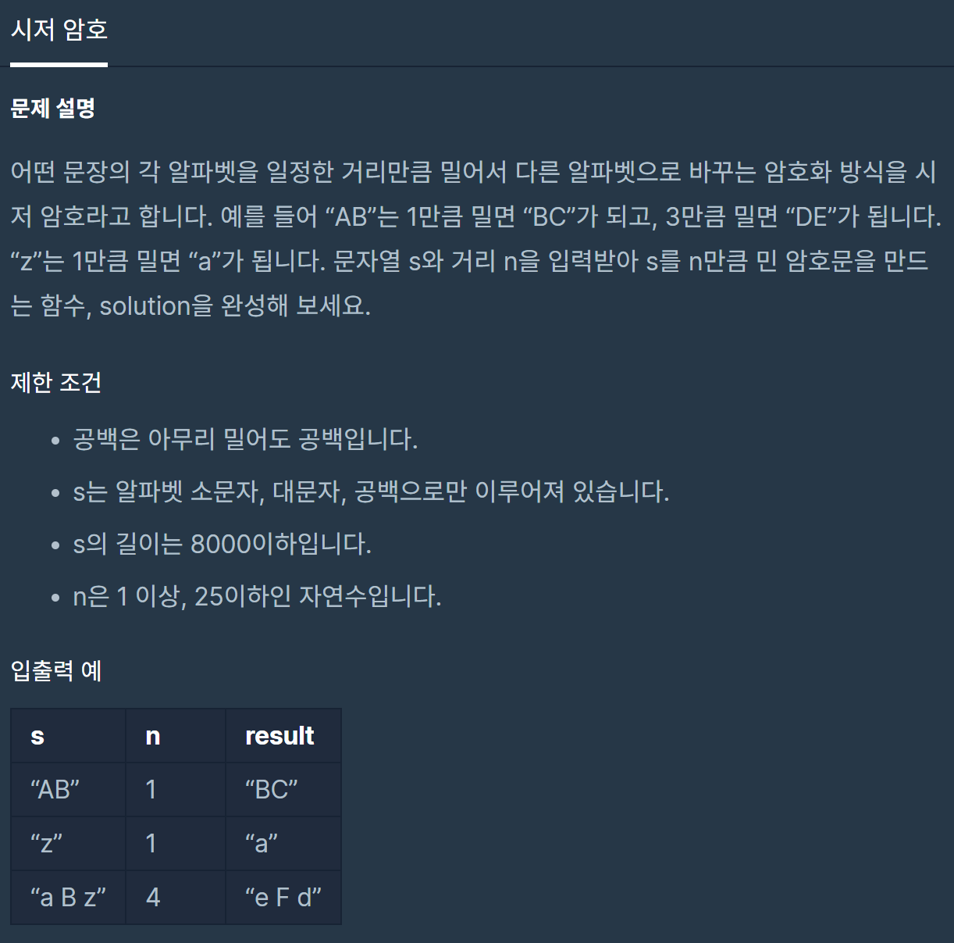 시저 암호
문제 설명
어떤 문장의 각 알파벳을 일정한 거리만큼 밀어서 다른 알파벳으로 바꾸는 암호화 방식을 시
저 암호라고 합니다. 예를 들어 “AB”는 1만큼 밀면 “BC”가 되고, 3만큼 밀면 “DE”가 됩니다.
“z”는 1만큼 밀면 “a”가 됩니다. 문자열 s와 거리 n을 입력받아 s를 n만큼 민 암호문을 만드
는 함수, solution을 완성해 보세요.
제한 조건
• 공백은 아무리 밀어도 공백입니다.
• s는 알파벳 소문자, 대문자, 공백으로만 이루어져 있습니다.
• s의 길이는 8000이하입니다.
• n은 1 이상, 25이하인 자연수입니다.
입출력 예
s n result
“AB” 1 “BC”
“z” 1 “a”
“a B z” 4 “e F d”